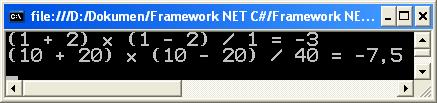 file:///D:/Dokumen/Framework NET C#/Framework NE...
(1 + 2) x (1 - 2) / 1 = -3
(10 + 20) x (10 - 20) / 40 = -7,5